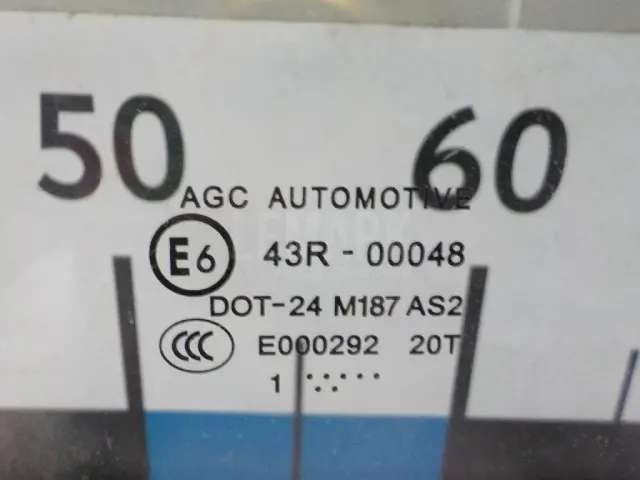 50 60
AGC AUTOMOTIVE
E6 43R - 00048
DOT-24 M187 AS2
CCC E000292 20T
1